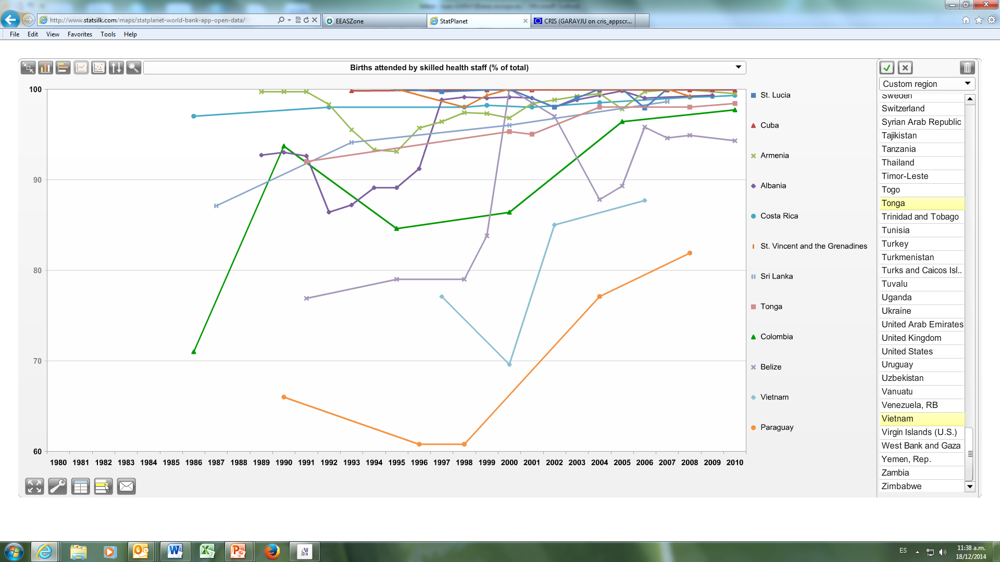 http://www.statsilk.com/maps/statplanet-world-bank-app-open-data/
EEASZone
StatPlanet
CRIS (GARAYJU on cris_appscr...
File Edit View Favorites Tools Help
Births attended by skilled health staff (% of total)
100
90
80
70
60
1980 1981 1982 1983 1984 1985 1986 1987 1988 1989 1990 1991 1992 1993 1994 1995 1996 1997 1998 1999 2000 2001 2002 2003 2004 2005 2006 2007 2008 2009 2010
St. Lucia
Cuba
Armenia
Albania
Costa Rica
St. Vincent and the Grenadines
Sri Lanka
Tonga
Colombia
Belize
Vietnam
Paraguay
Custom region
Sweden
Switzerland
Syrian Arab Republic
Tajikistan
Tanzania
Thailand
Timor-Leste
Togo
Tonga
Trinidad and Tobago
Tunisia
Turkey
Turkmenistan
Turks and Caicos Isl..
Tuvalu
Uganda
Ukraine
United Arab Emirates
United Kingdom
United States
Uruguay
Uzbekistan
Vanuatu
Venezuela, RB
Vietnam
Virgin Islands (U.S.)
West Bank and Gaza
Yemen, Rep.
Zambia
Zimbabwe
ES
11:38 a.m.
18/12/2014